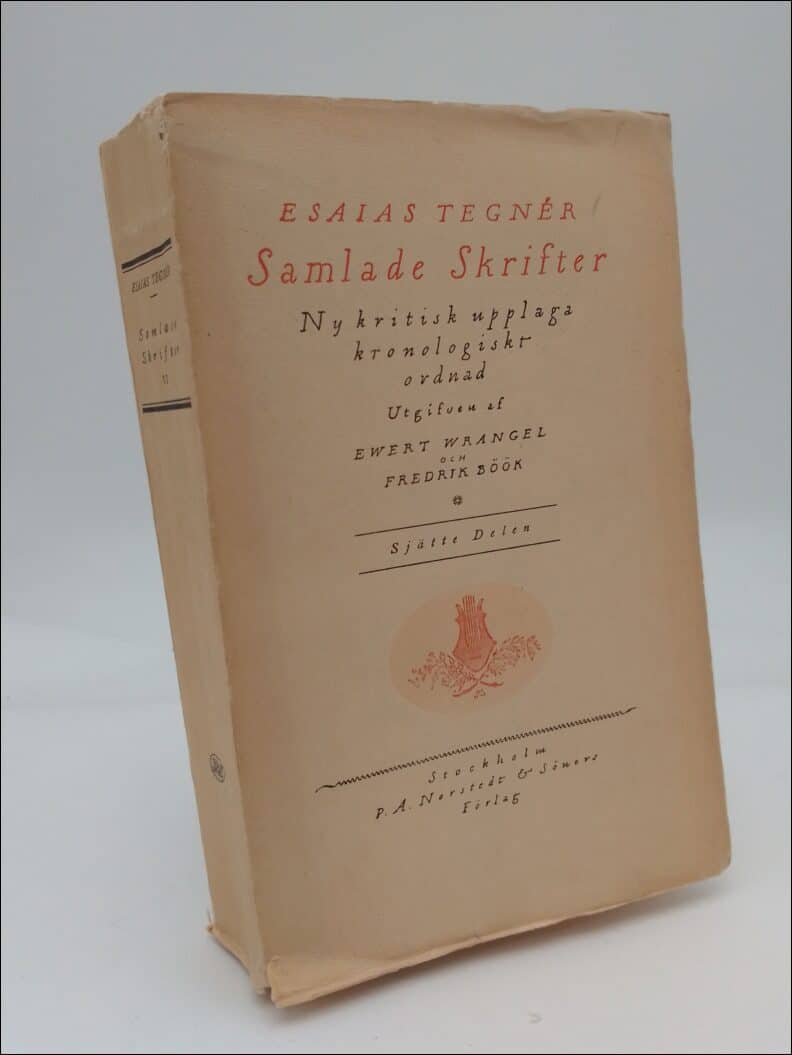 ESAIAS TEGNÉR
Samlade Skrifter
Ny kritisk upplaga
kronologiskt
ordnad
Utgifven af
EWERT WRANGEL
OCH
FREDRIK BÖÖK
Sjätte Delen
Stockholm
P. A. Norstedt & Söners
Förlag
ESAIAS TEGNÉR
Samlade
Skrifter
VI